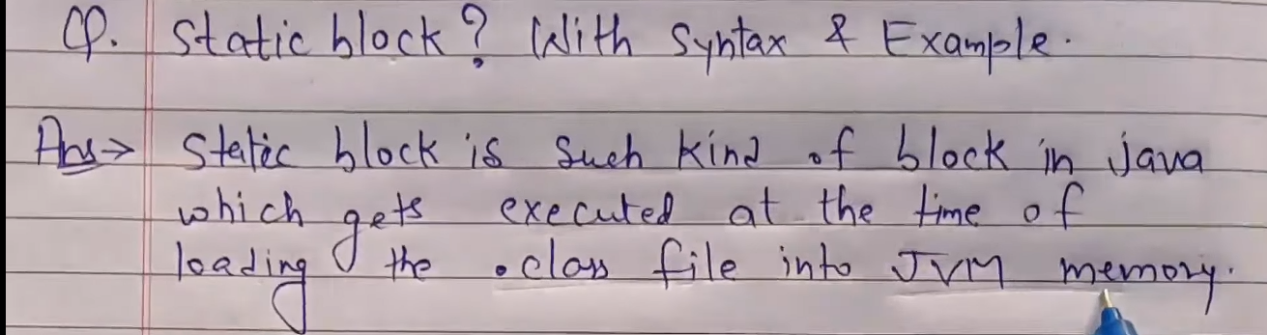 Q. Static block? With Syntax & Example.
Ans→ Static block is such kind of block in java
which gets executed at the time of
loading the .class file into JVM memory.